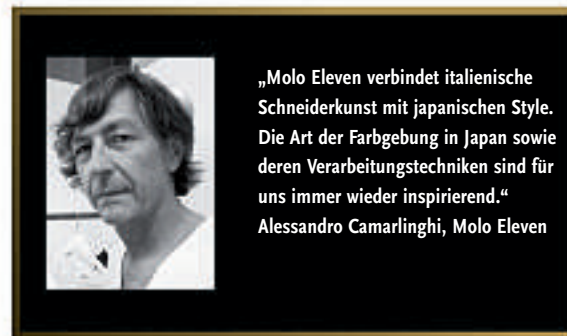 „Molo Eleven verbindet italienische
Schneiderkunst mit japanischen Style.
Die Art der Farbgebung in Japan sowie
deren Verarbeitungstechniken sind für
uns immer wieder inspirierend.“
Alessandro Camarlinghi, Molo Eleven